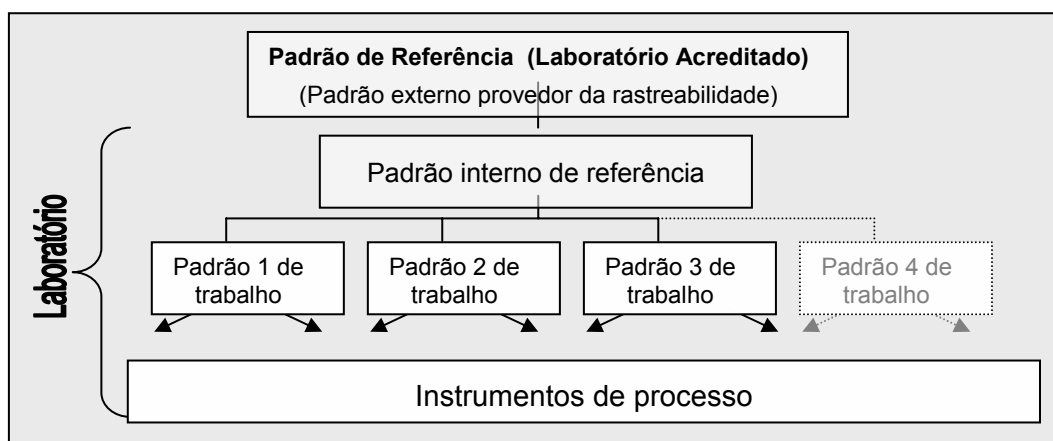 Padrão de Referência (Laboratório Acreditado)
(Padrão externo provedor da rastreabilidade)
Laboratório
Padrão interno de referência
Padrão 1 de
trabalho
Padrão 2 de
trabalho
Padrão 3 de
trabalho
Padrão 4 de
trabalho
Instrumentos de processo